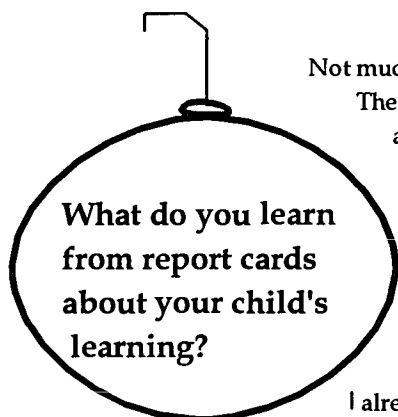 Not muc
The
a
What do you learn
from report cards
about your child's
learning?
I alre